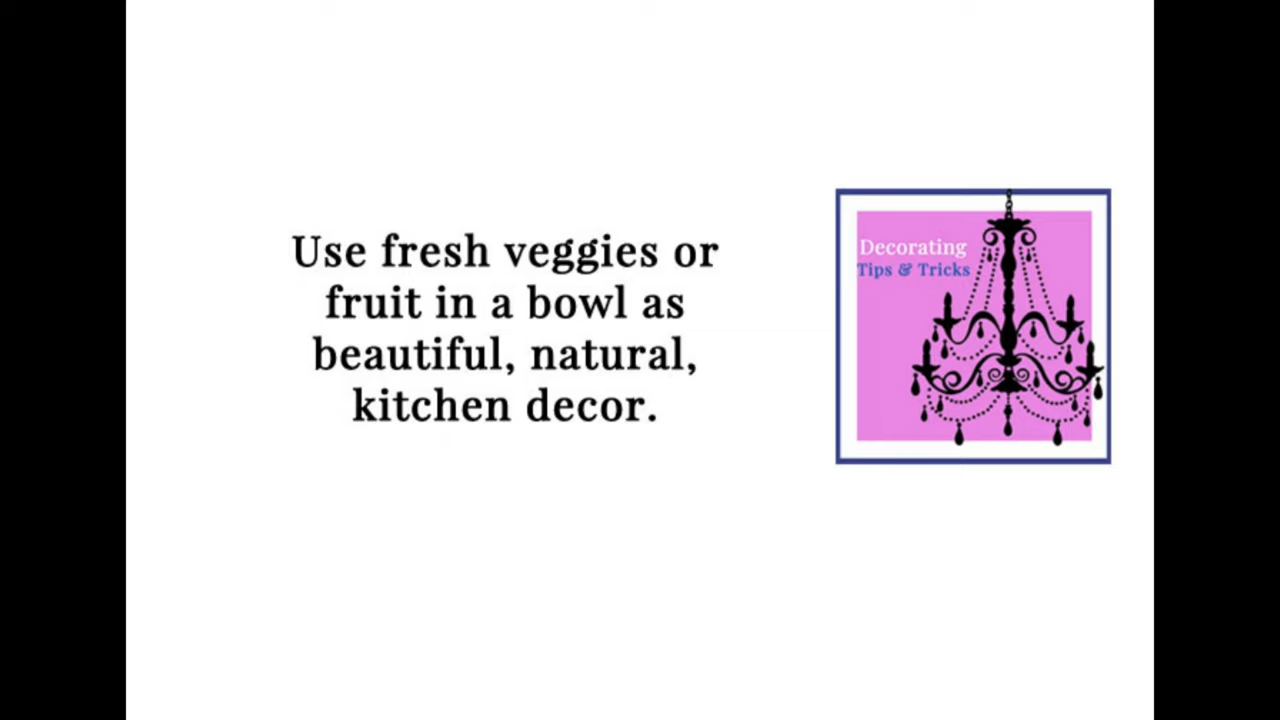 Use fresh veggies or
fruit in a bowl as
beautiful, natural,
kitchen decor.
Decorating
Tips & Tricks